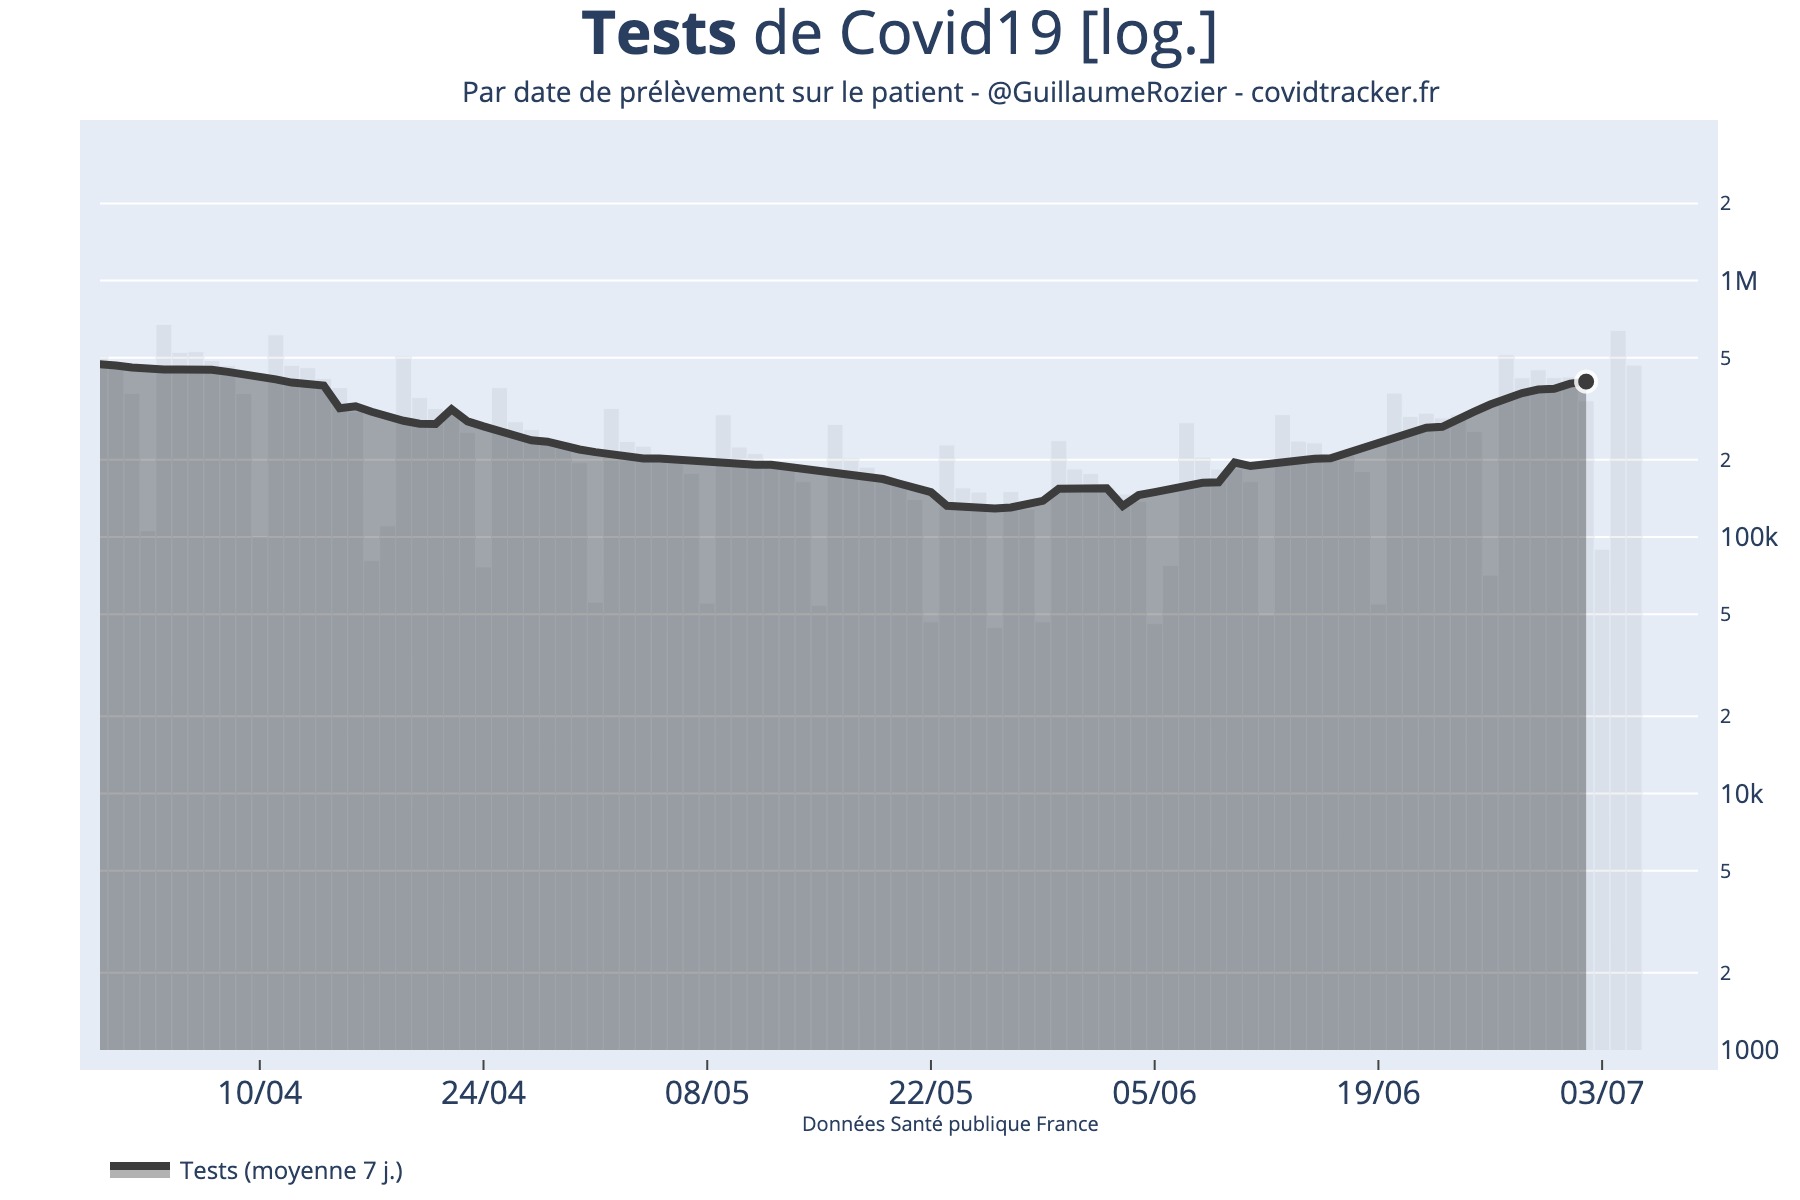 Tests de Covid19 [log.]
Par date de prélèvement sur le patient - @GuillaumeRozier - covidtracker.fr
2
1M
5
2
100k
5
2
10k
5
2
1000
10/04 24/04 08/05 22/05 05/06 19/06 03/07
Données Santé publique France
Tests (moyenne 7 j.)